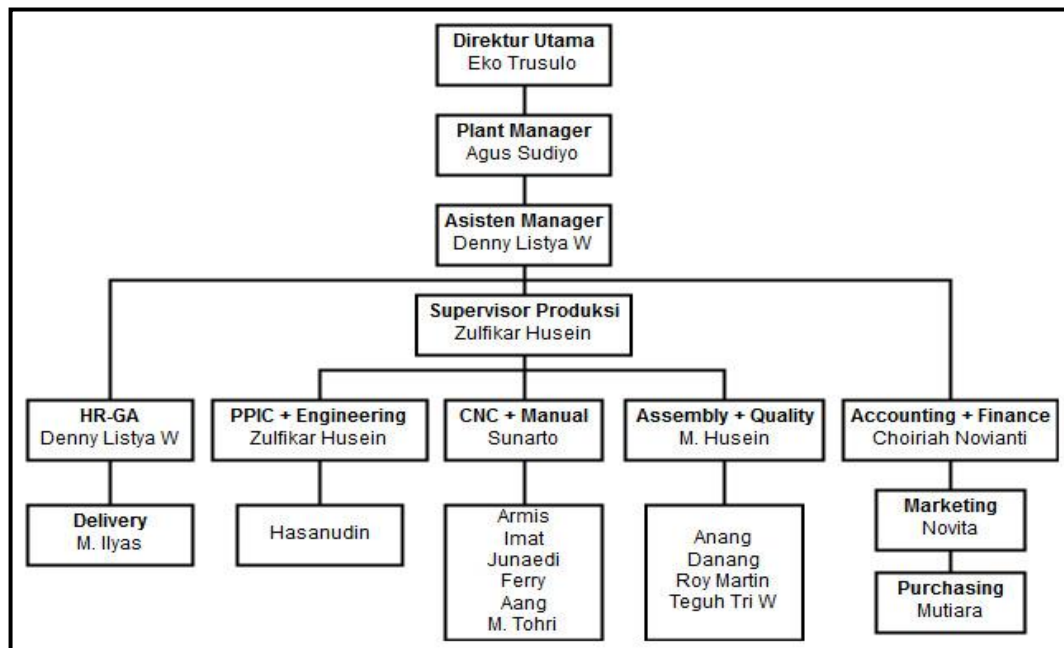 Direktur Utama
Eko Trusulo
Plant Manager
Agus Sudiyo
Asisten Manager
Denny Listya W
Supervisor Produksi
Zulfikar Husein
HR-GA
Denny Listya W
PPIC + Engineering
Zulfikar Husein
CNC + Manual
Sunarto
Assembly + Quality
M. Husein
Accounting + Finance
Choiriah Novianti
Delivery
M. Ilyas
Hasanudin
Armis
Imat
Junaedi
Ferry
Aang
M. Tohri
Anang
Danang
Roy Martin
Teguh Tri W
Marketing
Novita
Purchasing
Mutiara